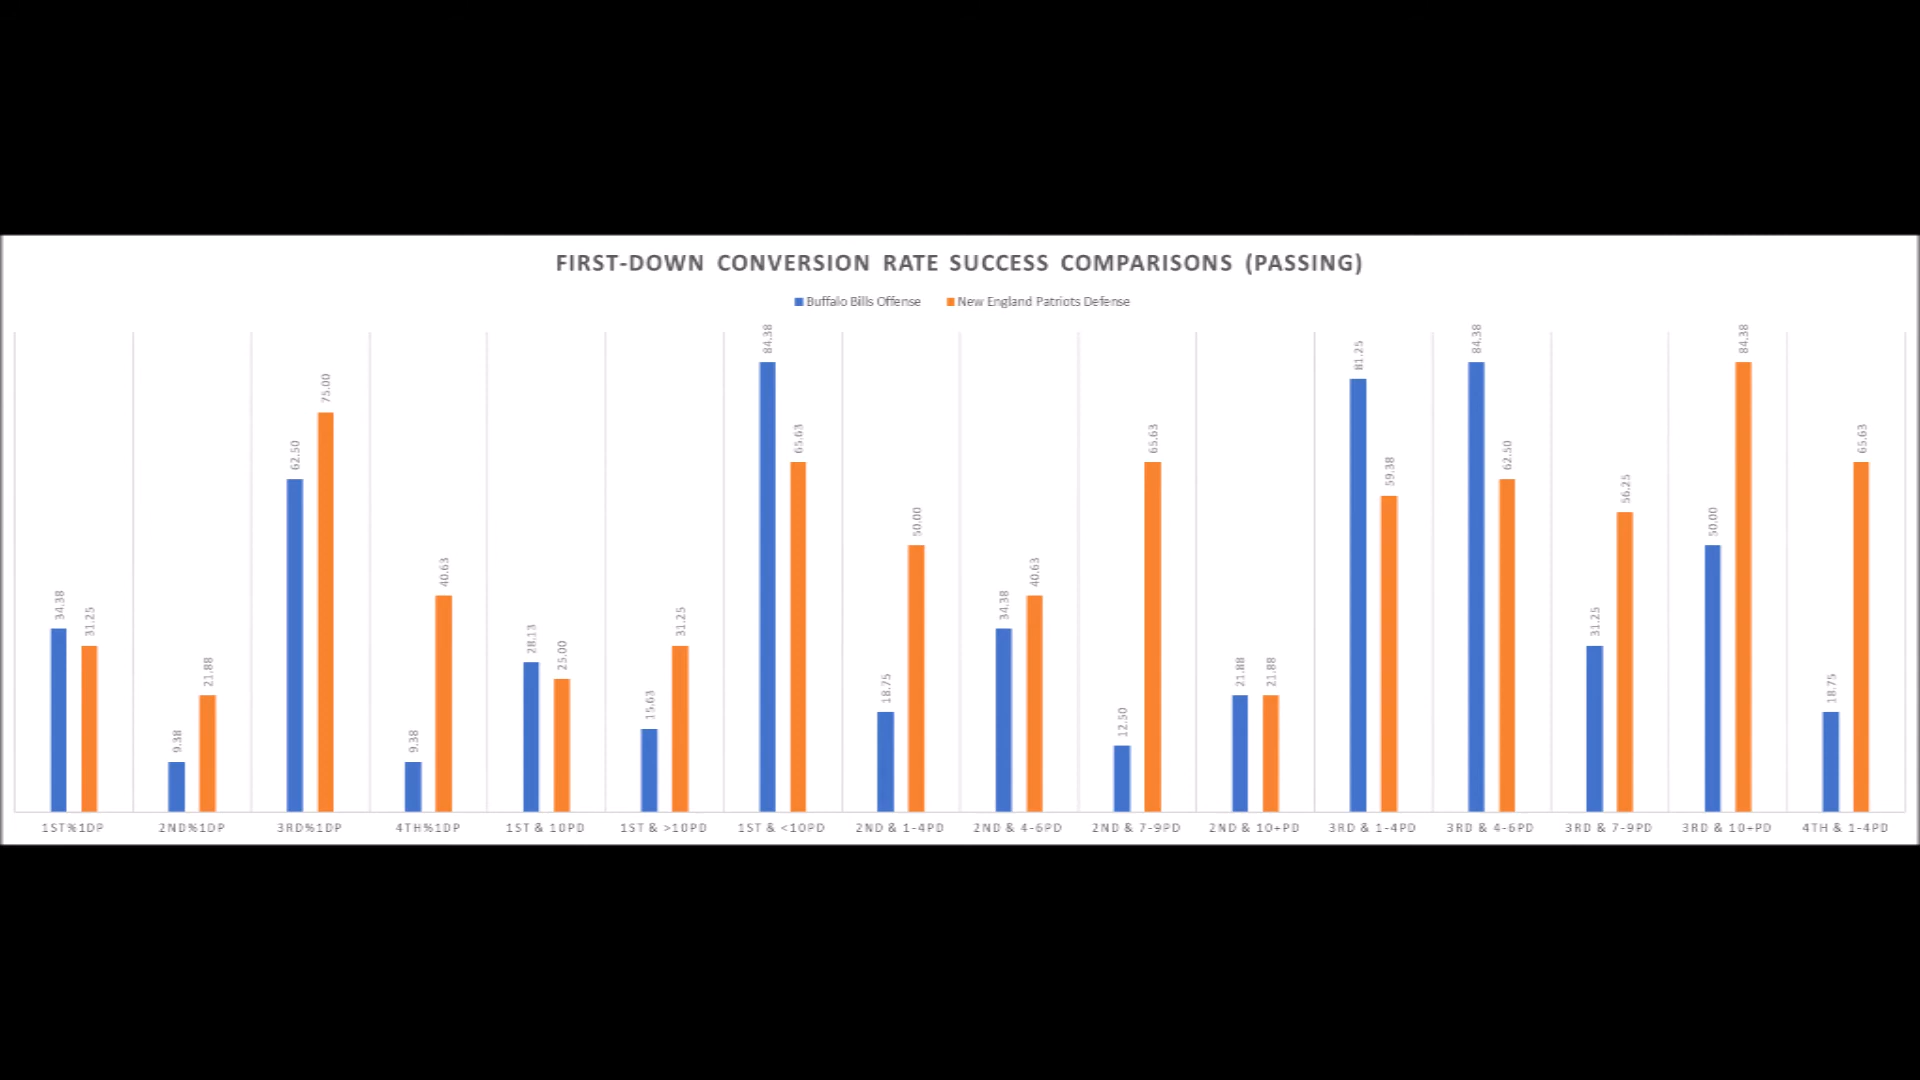 FIRST-DOWN CONVERSION RATE SUCCESS COMPARISONS (PASSING)
Buffalo Bills Offense New England Patriots Defense
34.38 31.25 9.38 21.88 62.50 75.00 9.38 40.63 28.13 25.00 15.63 31.25 84.38 65.63 18.75 50.00 34.38 40.63 12.50 65.63 21.88 21.88 81.25 59.38 84.38 62.50 31.25 56.25 50.00 84.38 18.75 65.63
1ST%1DP 2ND%1DP 3RD%1DP 4TH%1DP 1ST & 10PD 1ST & >10PD 1ST & <10PD 2ND & 1-4PD 2ND & 4-6PD 2ND & 7-9PD 2ND & 10+PD 3RD & 1-4PD 3RD & 4-6PD 3RD & 7-9PD 3RD & 10+PD 4TH & 1-4PD